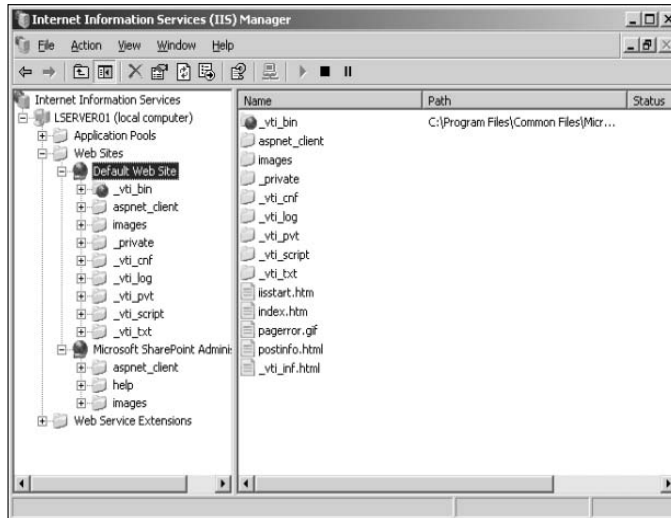 Internet Information Services (IIS) Manager
File Action View Window Help
Internet Information Services
LSERVER01 (local computer)
Application Pools
Web Sites
Default Web Site
_vti_bin
aspnet_client
images
_private
_vti_cnf
_vti_log
_vti_pvt
_vti_script
_vti_txt
Microsoft SharePoint Adminis
aspnet_client
help
images
Web Service Extensions
Name Path Status
_vti_bin C:\Program Files\Common Files\Micr...
aspnet_client
images
_private
_vti_cnf
_vti_log
_vti_pvt
_vti_script
_vti_txt
iisstart.htm
index.htm
pagerror.gif
postinfo.html
_vti_inf.html